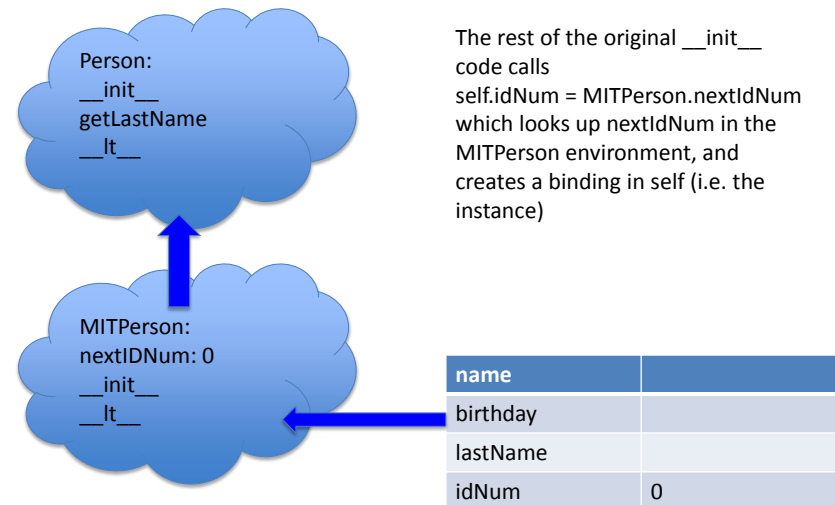 Person:
__init__
getLastName
__lt__
The rest of the original __init__
code calls
self.idNum = MITPerson.nextIdNum
which looks up nextIdNum in the
MITPerson environment, and
creates a binding in self (i.e. the
instance)
MITPerson:
nextIDNum: 0
__init__
__lt__
name
birthday
lastName
idNum 0